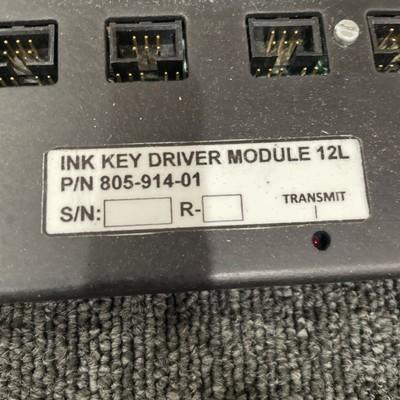 INK KEY DRIVER MODULE 12L
P/N 805-914-01
S/N: R- TRANSMIT